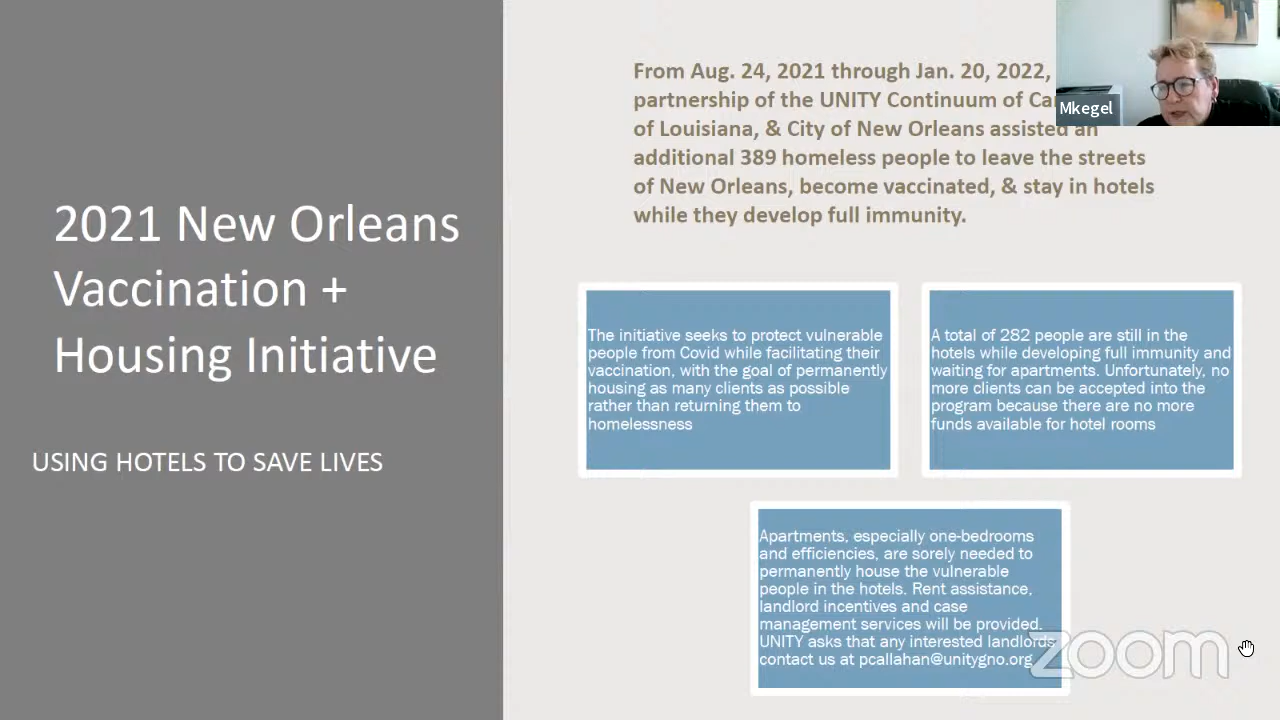 2021 New Orleans
Vaccination +
Housing Initiative
USING HOTELS TO SAVE LIVES
From Aug. 24, 2021 through Jan. 20, 2022,
partnership of the UNITY Continuum of
of Louisiana, & City of New Orleans assisted an
additional 389 homeless people to leave the streets
of New Orleans, become vaccinated, & stay in hotels
while they develop full immunity.
Mkegel
The initiative seeks to protect vulnerable
people from Covid while facilitating their
vaccination, with the goal of permanently
housing as many clients as possible
rather than returning them to
homelessness
A total of 282 people are still in the
hotels while developing full immunity and
waiting for apartments. Unfortunately, no
more clients can be accepted into the
program because there are no more
funds available for hotel rooms
Apartments, especially one-bedrooms
and efficiencies, are sorely needed to
permanently house the vulnerable
people in the hotels. Rent assistance,
landlord incentives and case
management services will be provided.
UNITY asks that any interested landlords
contact us at pcallahan@unitygno.org
zoom